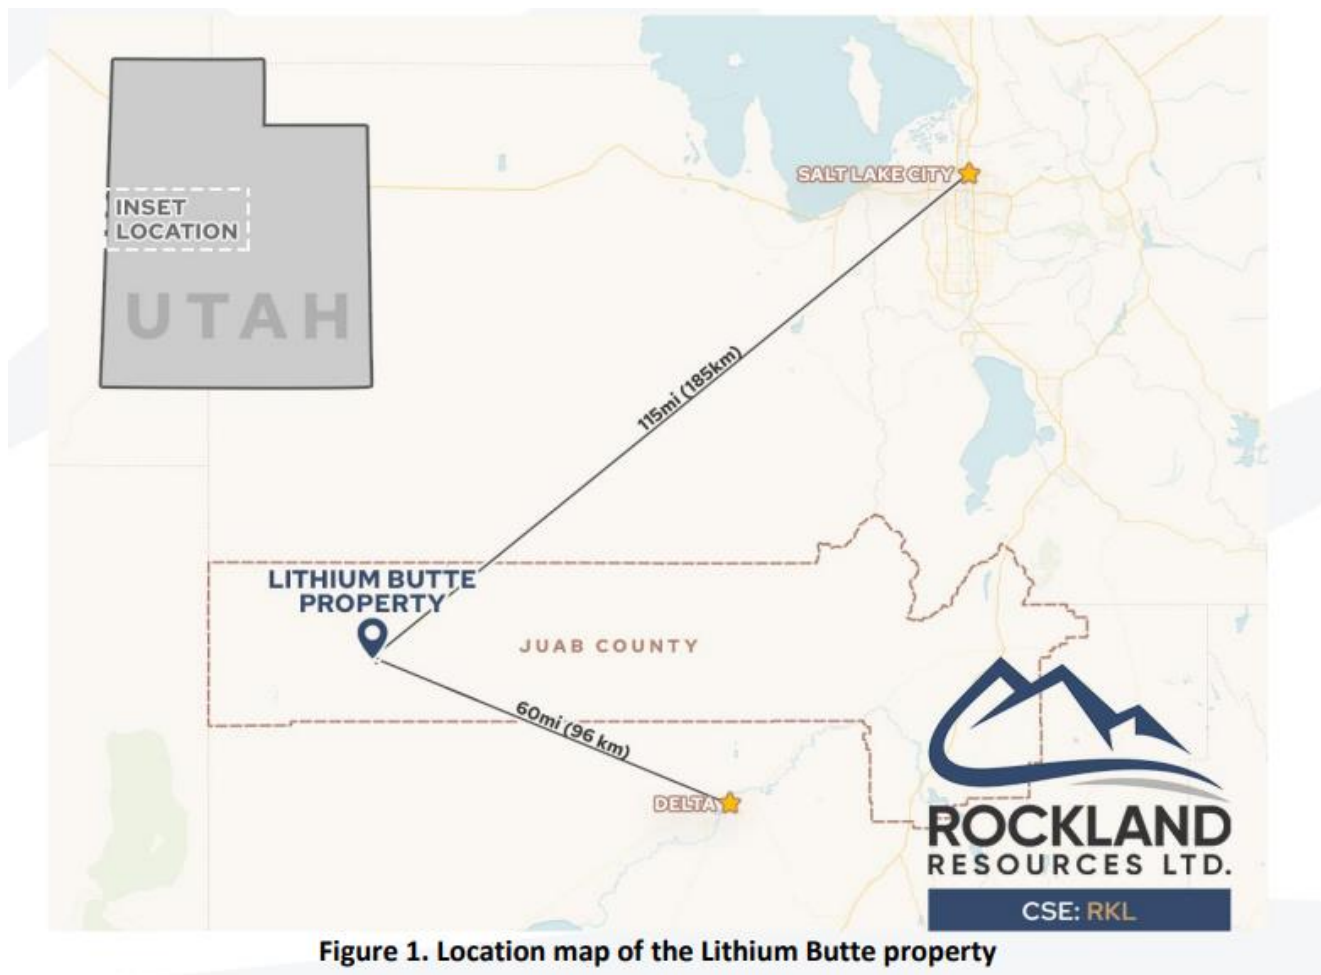 INSET
LOCATION
UTAH
SALT LAKE CITY
115mi (185km)
LITHIUM BUTTE
PROPERTY
JUAB COUNTY
60mi (96 km)
DELTA
ROCKLAND
RESOURCES LTD.
CSE: RKL
Figure 1. Location map of the Lithium Butte property